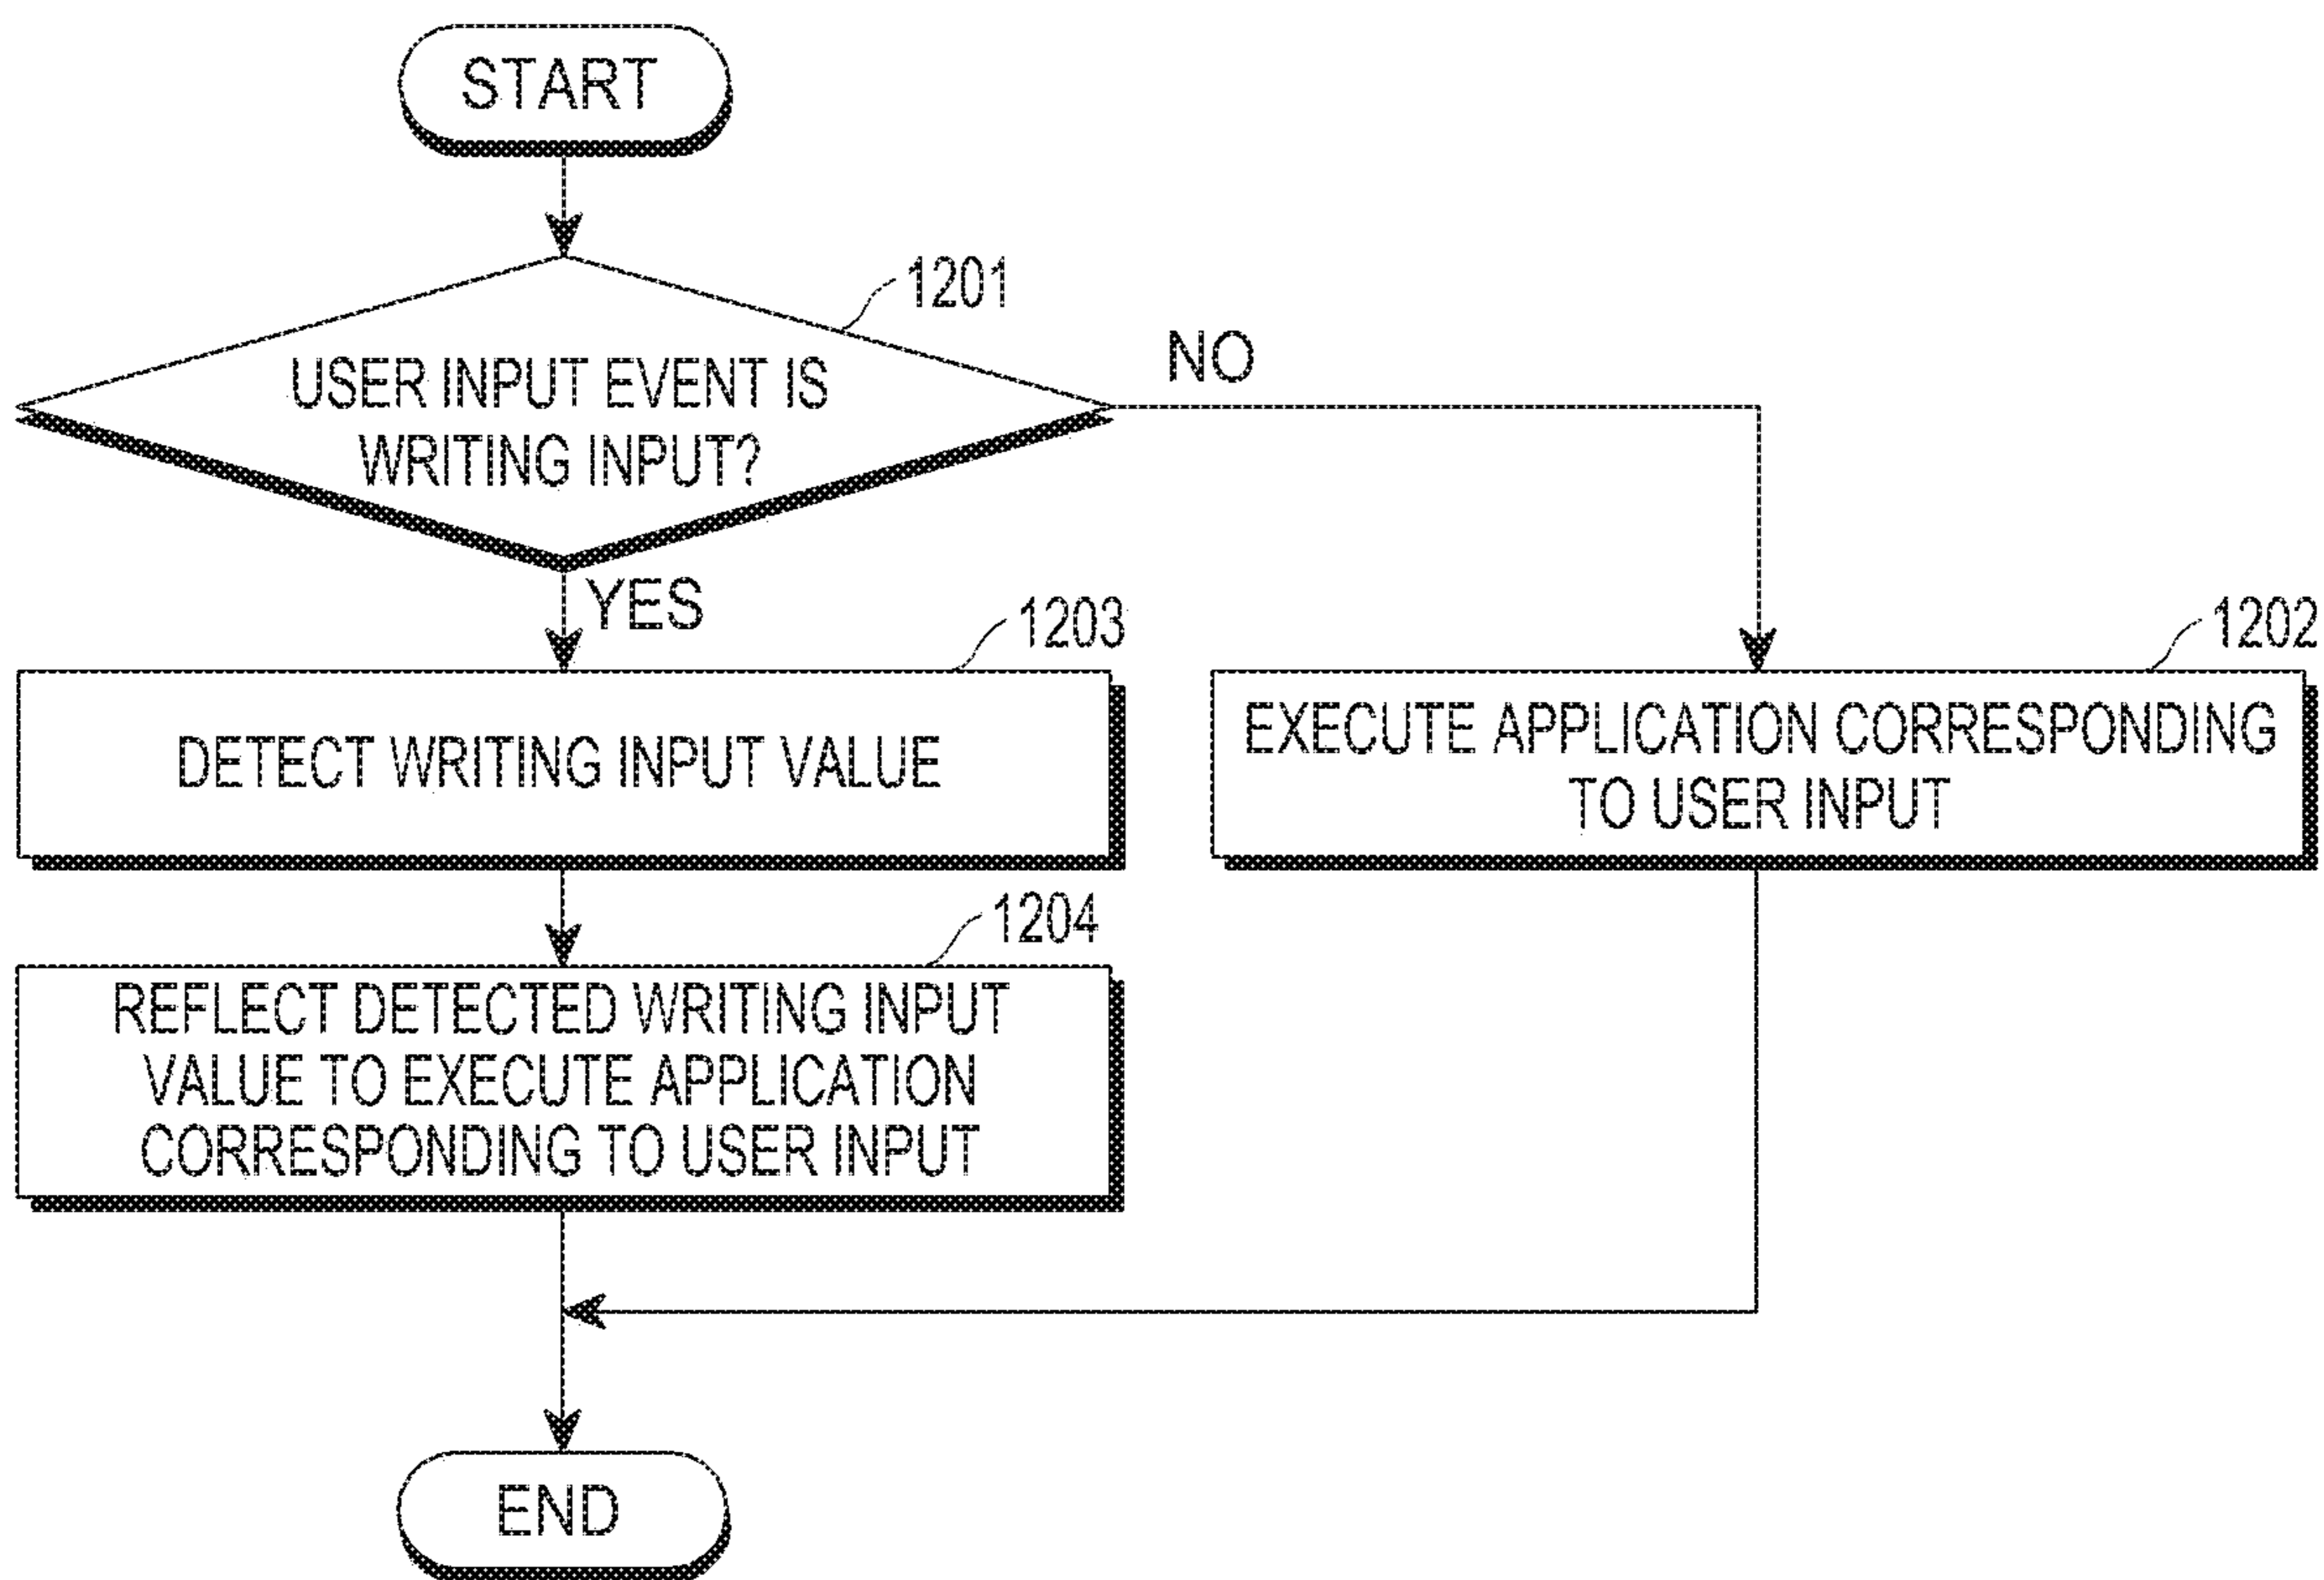 START
1201
USER INPUT EVENT IS
WRITING INPUT?
NO
YES
1203
DETECT WRITING INPUT VALUE
1202
EXECUTE APPLICATION CORRESPONDING
TO USER INPUT
1204
REFLECT DETECTED WRITING INPUT
VALUE TO EXECUTE APPLICATION
CORRESPONDING TO USER INPUT
END